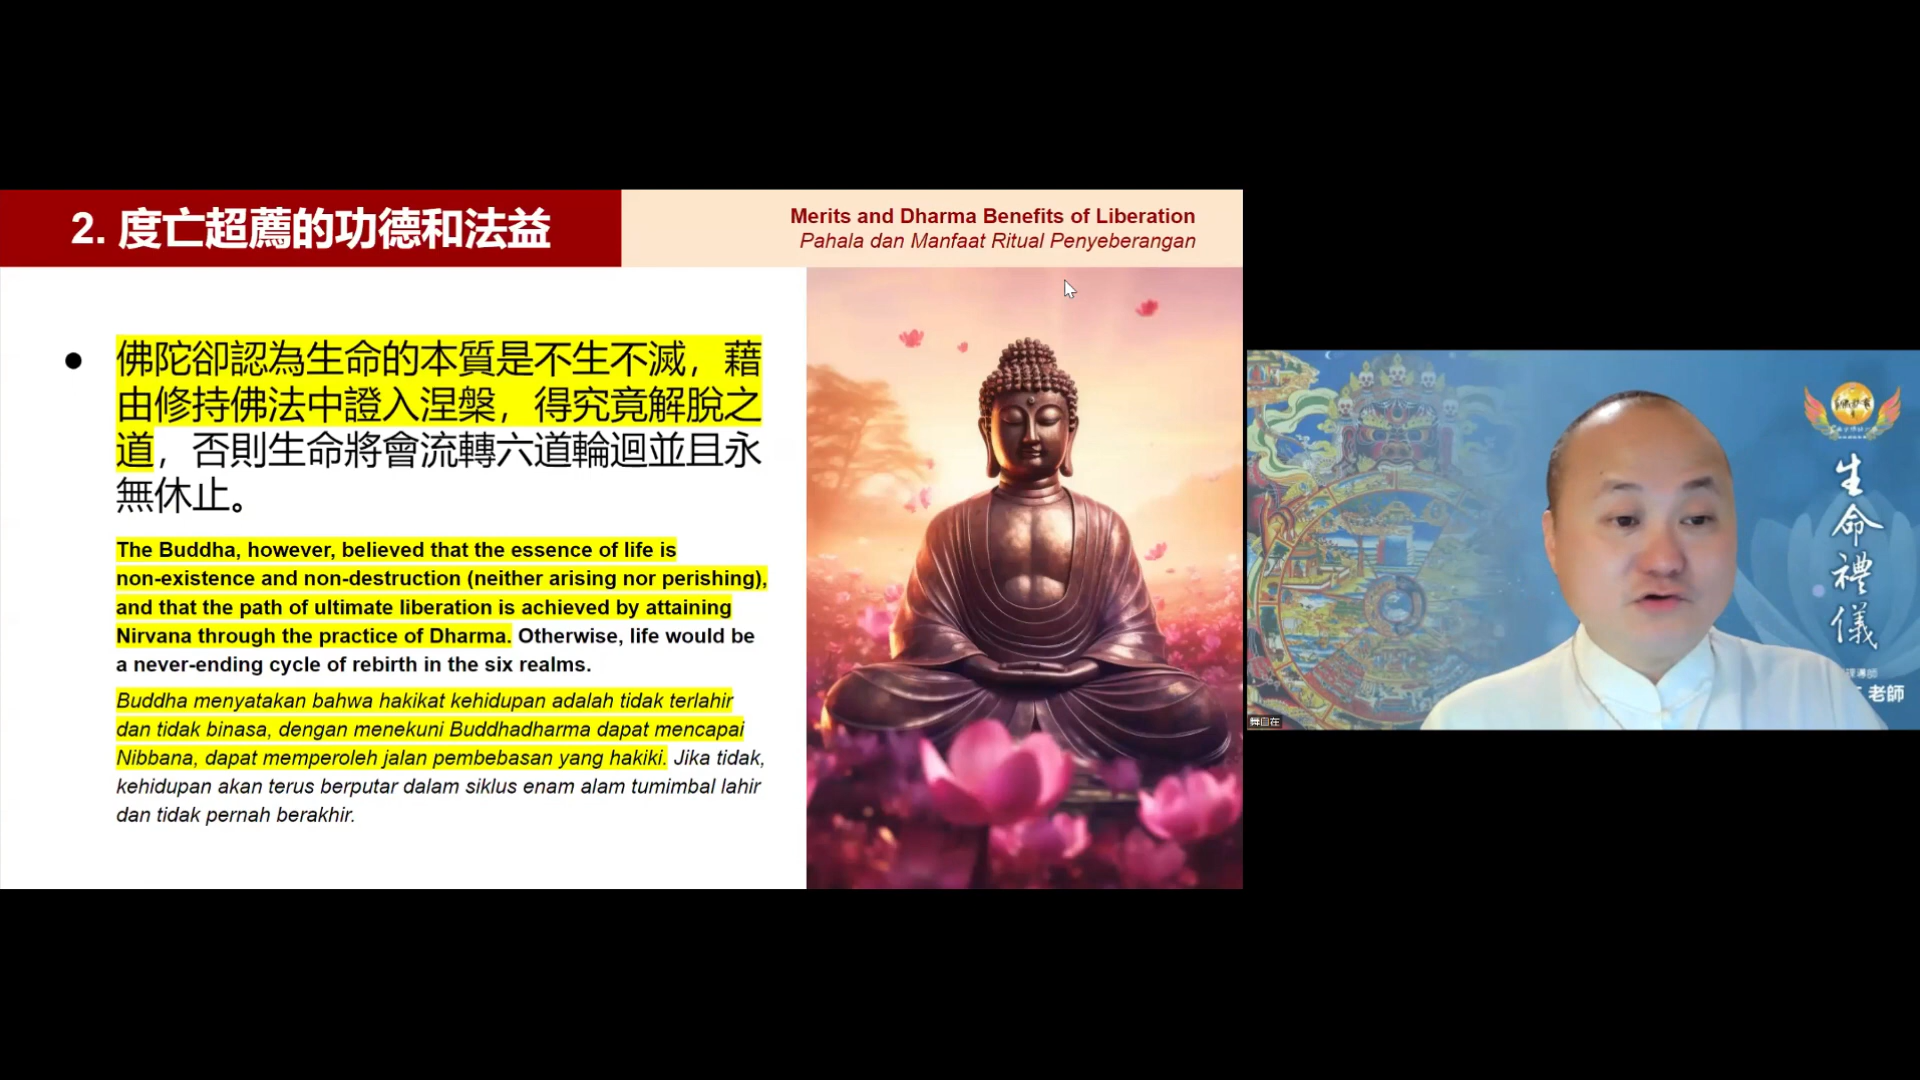 2. 度亡超薦的功德和法益
Merits and Dharma Benefits of Liberation
Pahala dan Manfaat Ritual Penyeberangan
● 佛陀卻認為生命的本質是不生不滅，藉
由修持佛法中證入涅槃，得究竟解脫之
道，否則生命將會流轉六道輪迴並且永
無休止。
The Buddha, however, believed that the essence of life is
non-existence and non-destruction (neither arising nor perishing),
and that the path of ultimate liberation is achieved by attaining
Nirvana through the practice of Dharma. Otherwise, life would be
a never-ending cycle of rebirth in the six realms.
Buddha menyatakan bahwa hakikat kehidupan adalah tidak terlahir
dan tidak binasa, dengan menekuni Buddhadharma dapat mencapai
Nibbana, dapat memperoleh jalan pembebasan yang hakiki. Jika tidak,
kehidupan akan terus berputar dalam siklus enam alam tumimbal lahir
dan tidak pernah berakhir.
生命禮儀
導師
老師